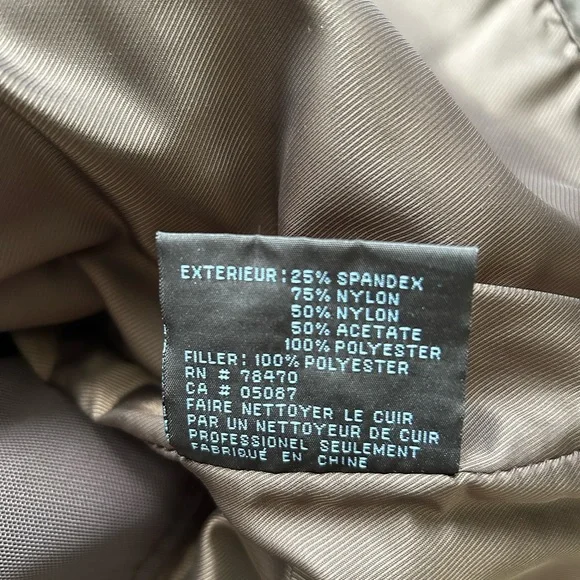 EXTERIEUR: 25% SPANDEX
75% NYLON
50% NYLON
50% ACETATE
100% POLYESTER
FILLER: 100% POLYESTER
RN # 78470
CA # 05087
FAIRE NETTOYER LE CUIR
PAR UN NETTOYEUR DE CUIR
PROFESSIONEL SEULEMENT
FABRIQUÉ EN CHINE